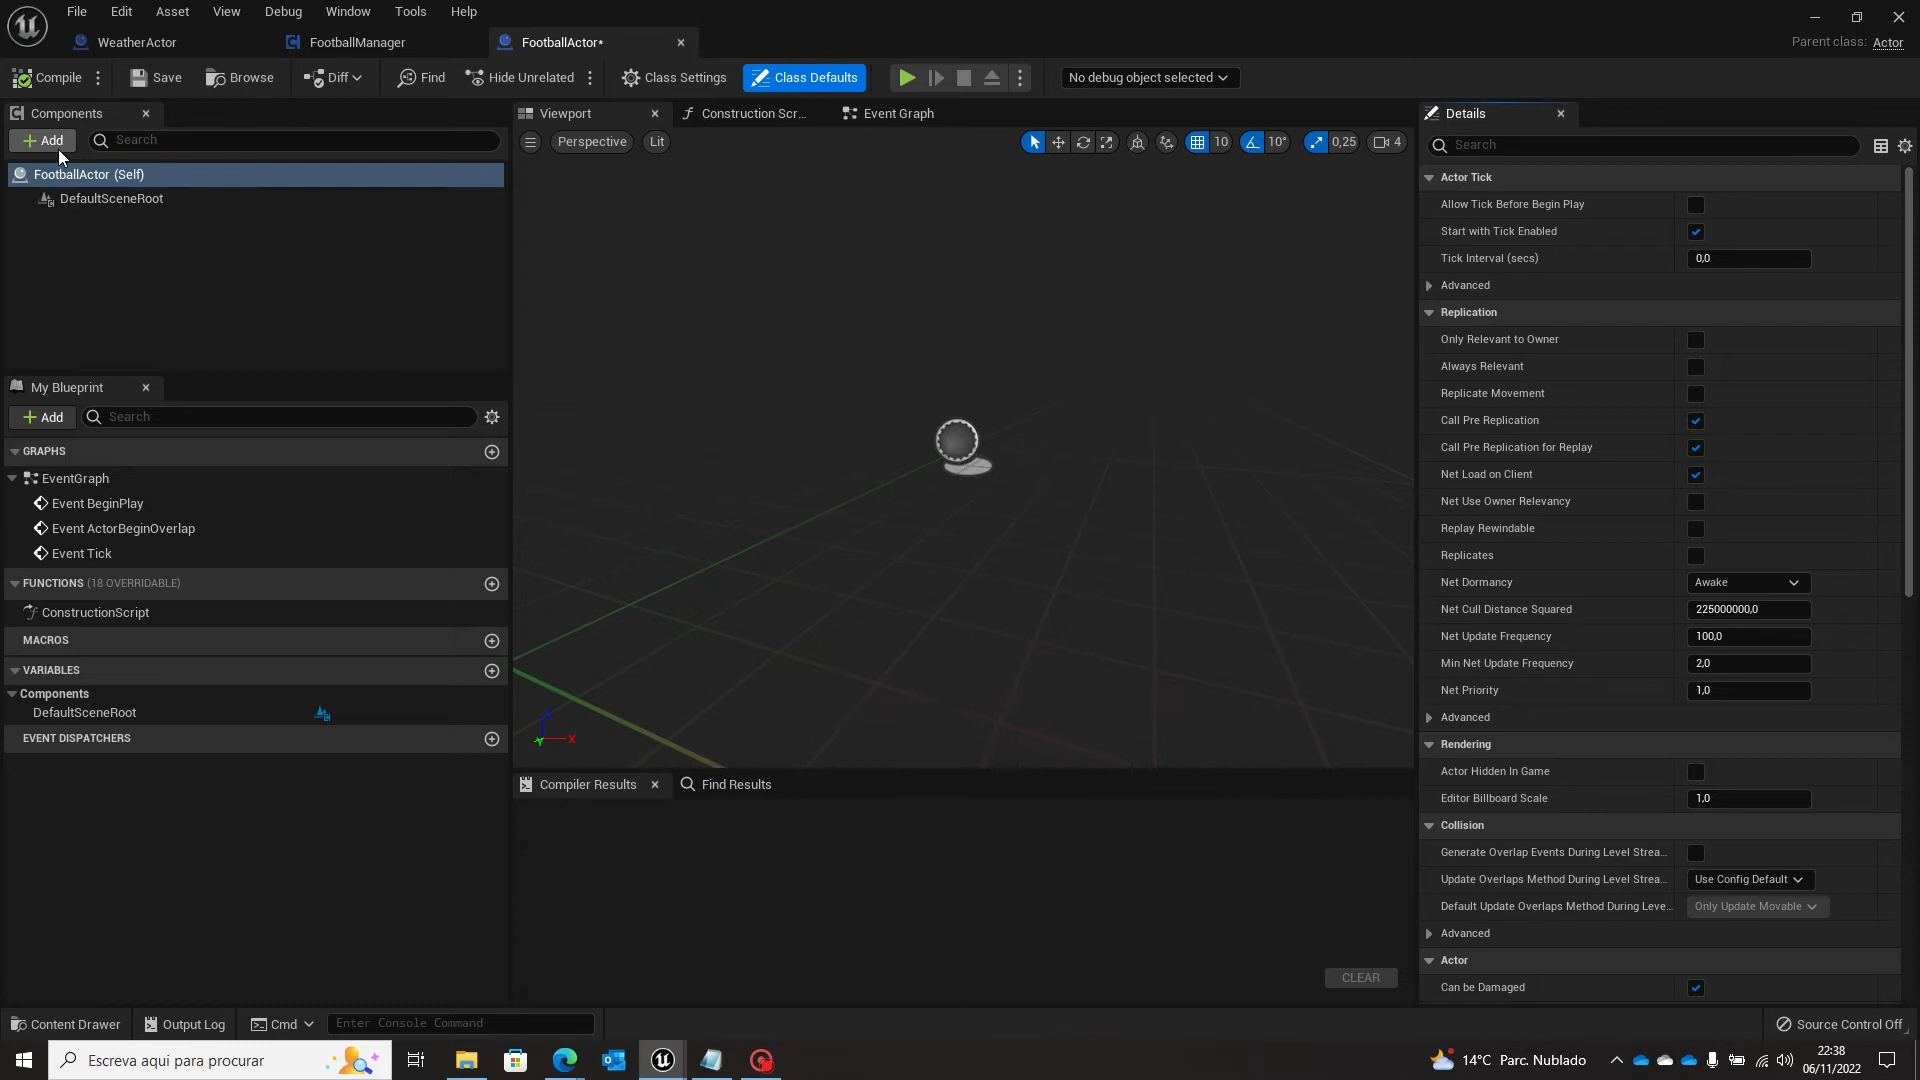 File Edit Asset View Debug Window Tools Help
WeatherActor FootballManager FootballActor*
Parent class: Actor
Compile Save Browse Diff Find Hide Unrelated Class Settings Class Defaults No debug object selected
Components Viewport Construction Scr... Event Graph Details
Add Search
Perspective Lit 10 10° 0,25 4
Search
FootballActor (Self)
DefaultSceneRoot
My Blueprint
Add Search
GRAPHS
EventGraph
Event BeginPlay
Event ActorBeginOverlap
Event Tick
FUNCTIONS (18 OVERRIDABLE)
ConstructionScript
MACROS
VARIABLES
Components
DefaultSceneRoot
EVENT DISPATCHERS
X
Y
Compiler Results Find Results
CLEAR
Actor Tick
Allow Tick Before Begin Play
Start with Tick Enabled
Tick Interval (secs) 0,0
Advanced
Replication
Only Relevant to Owner
Always Relevant
Replicate Movement
Call Pre Replication
Call Pre Replication for Replay
Net Load on Client
Net Use Owner Relevancy
Replay Rewindable
Replicates
Net Dormancy Awake
Net Cull Distance Squared 225000000,0
Net Update Frequency 100,0
Min Net Update Frequency 2,0
Net Priority 1,0
Advanced
Rendering
Actor Hidden In Game
Editor Billboard Scale 1,0
Collision
Generate Overlap Events During Level Strea...
Update Overlaps Method During Level Strea... Use Config Default
Default Update Overlaps Method During Leve... Only Update Movable
Advanced
Actor
Can be Damaged
Content Drawer Output Log Cmd Enter Console Command Source Control Off
Escreva aqui para procurar
14°C Parc. Nublado
22:38
06/11/2022